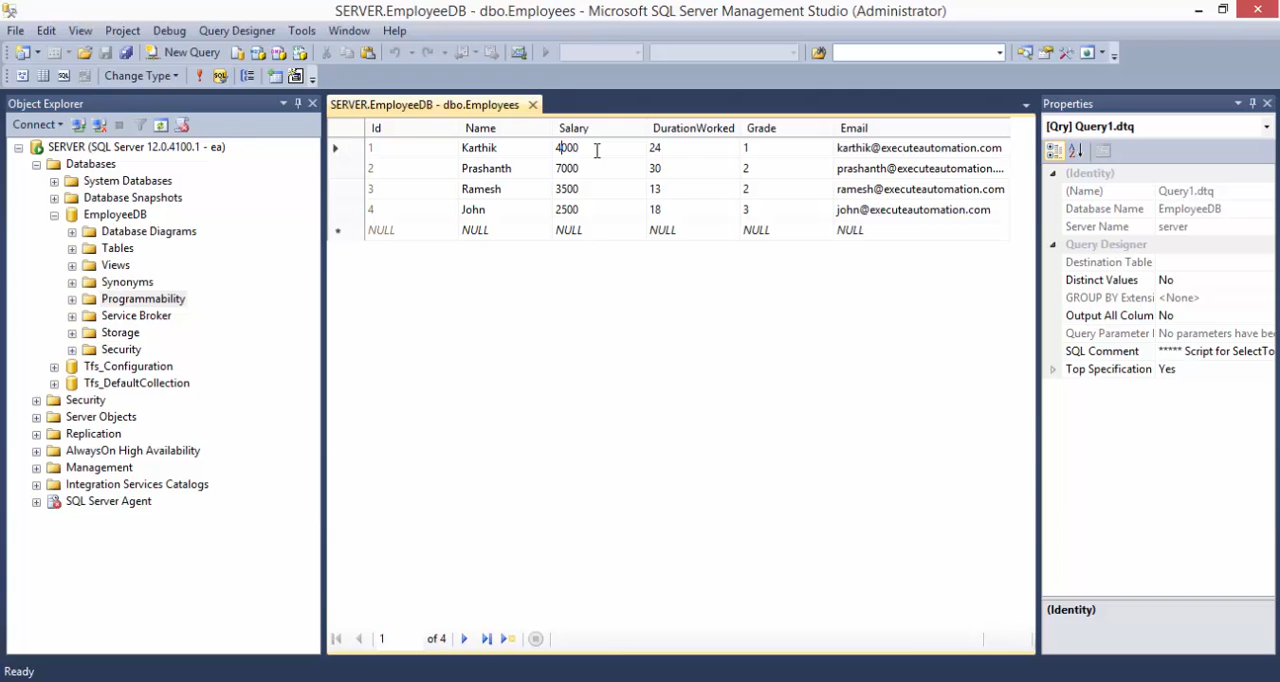 SERVER.EmployeeDB - dbo.Employees - Microsoft SQL Server Management Studio (Administrator)
File Edit View Project Debug Query Designer Tools Window Help
New Query
Change Type
Object Explorer
Connect
SERVER (SQL Server 12.0.4100.1 - ea)
Databases
System Databases
Database Snapshots
EmployeeDB
Database Diagrams
Tables
Views
Synonyms
Programmability
Service Broker
Storage
Security
Tfs_Configuration
Tfs_DefaultCollection
Security
Server Objects
Replication
AlwaysOn High Availability
Management
Integration Services Catalogs
SQL Server Agent
SERVER.EmployeeDB - dbo.Employees
Id Name Salary DurationWorked Grade Email
1 Karthik 4000 24 1 karthik@executeautomation.com
2 Prashanth 7000 30 2 prashanth@executeautomation....
3 Ramesh 3500 13 2 ramesh@executeautomation.com
4 John 2500 18 3 john@executeautomation.com
NULL NULL NULL NULL NULL NULL
1 of 4
Properties
[Qry] Query1.dtq
(Identity)
(Name) Query1.dtq
Database Name EmployeeDB
Server Name server
Query Designer
Destination Table
Distinct Values No
GROUP BY Extensi <None>
Output All Colum No
Query Parameter No parameters have bee
SQL Comment ***** Script for SelectTo
Top Specification Yes
(Identity)
Ready